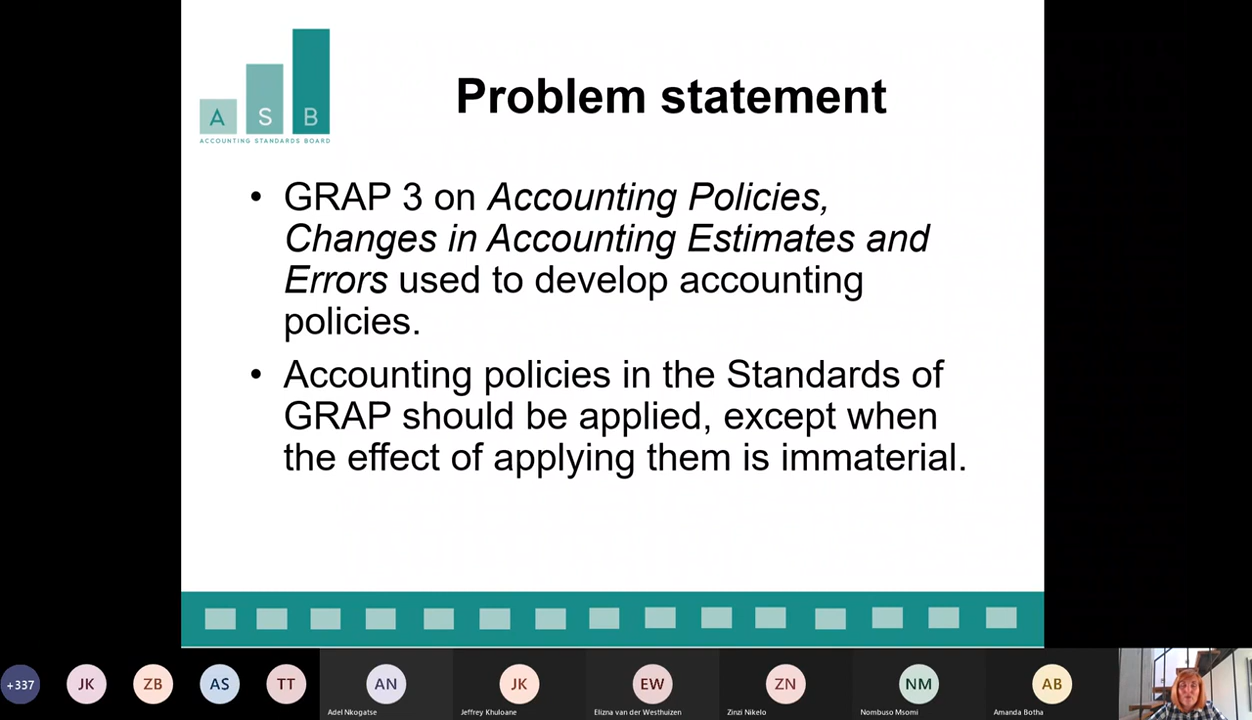 A S B
ACCOUNTING STANDARDS BOARD
Problem statement
• GRAP 3 on Accounting Policies,
Changes in Accounting Estimates and
Errors used to develop accounting
policies.
• Accounting policies in the Standards of
GRAP should be applied, except when
the effect of applying them is immaterial.
+337 JK ZB AS TT AN JK EW ZN NM AB
Adel Nkogatse Jeffrey Khuloane Elizna van der Westhuizen Zinzi Nikelo Nombuso Msomi Amanda Botha